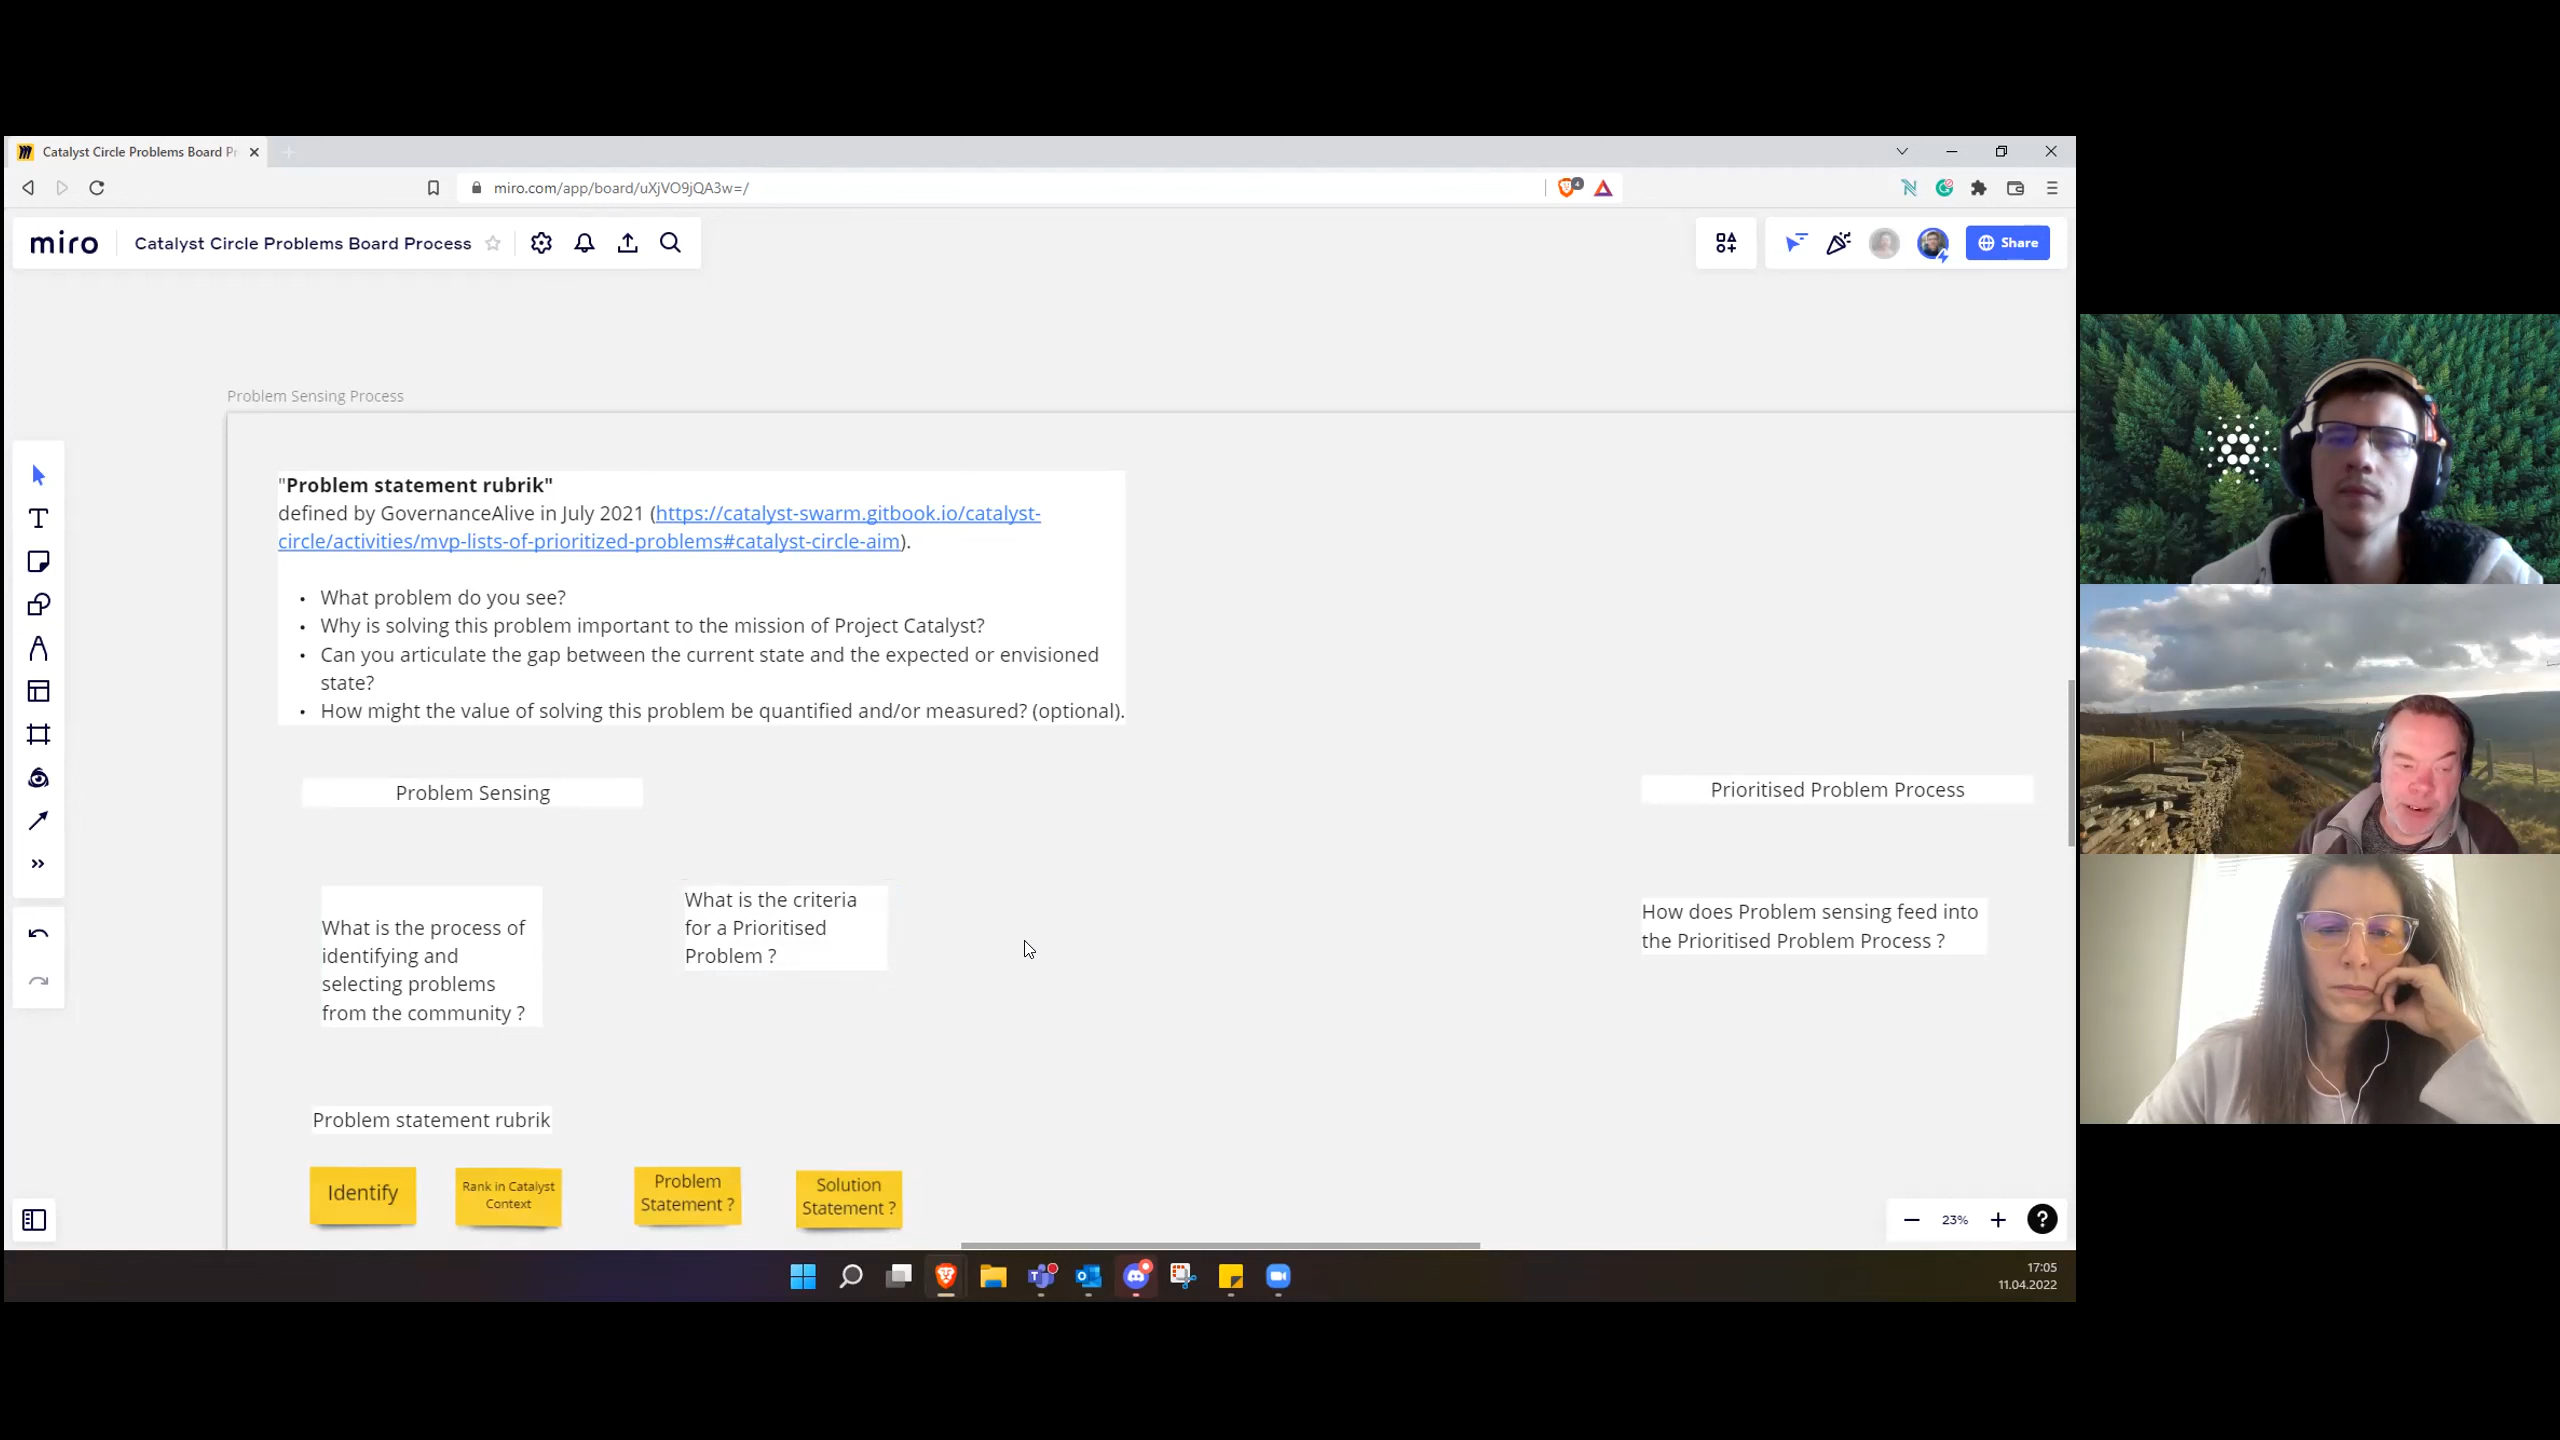 Catalyst Circle Problems Board Pr
miro.com/app/board/uXjVO9jQA3w=/
4
miro
Catalyst Circle Problems Board Process
Share
Problem Sensing Process
"Problem statement rubrik"
defined by GovernanceAlive in July 2021 (https://catalyst-swarm.gitbook.io/catalyst-
circle/activities/mvp-lists-of-prioritized-problems#catalyst-circle-aim).
• What problem do you see?
• Why is solving this problem important to the mission of Project Catalyst?
• Can you articulate the gap between the current state and the expected or envisioned
state?
• How might the value of solving this problem be quantified and/or measured? (optional).
Problem Sensing
Prioritised Problem Process
What is the process of
identifying and
selecting problems
from the community ?
What is the criteria
for a Prioritised
Problem ?
How does Problem sensing feed into
the Prioritised Problem Process ?
Problem statement rubrik
Identify
Rank in Catalyst
Context
Problem
Statement ?
Solution
Statement ?
23%
17:05
11.04.2022